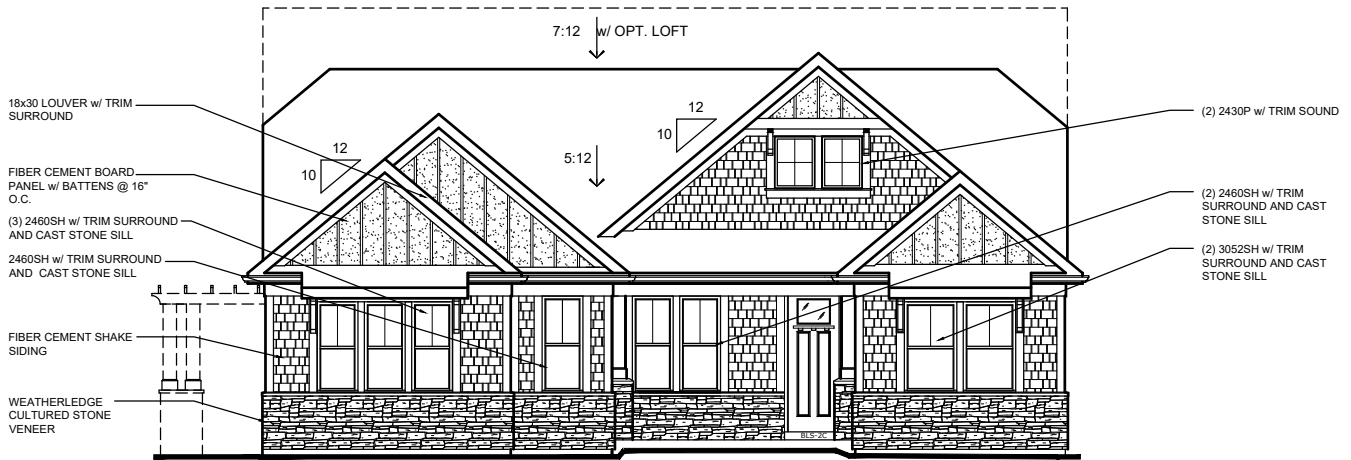 7:12 w/ OPT. LOFT
18x30 LOUVER w/ TRIM
SURROUND
12
10
FIBER CEMENT BOARD
PANEL w/ BATTENS @ 16"
O.C.
(3) 2460SH w/ TRIM SURROUND
AND CAST STONE SILL
2460SH w/ TRIM SURROUND
AND CAST STONE SILL
FIBER CEMENT SHAKE
SIDING
WEATHERLEDGE
CULTURED STONE
VENEER
5:12
12
10
(2) 2430P w/ TRIM SOUND
(2) 2460SH w/ TRIM
SURROUND AND CAST
STONE SILL
(2) 3052SH w/ TRIM
SURROUND AND CAST
STONE SILL
BLS-2C